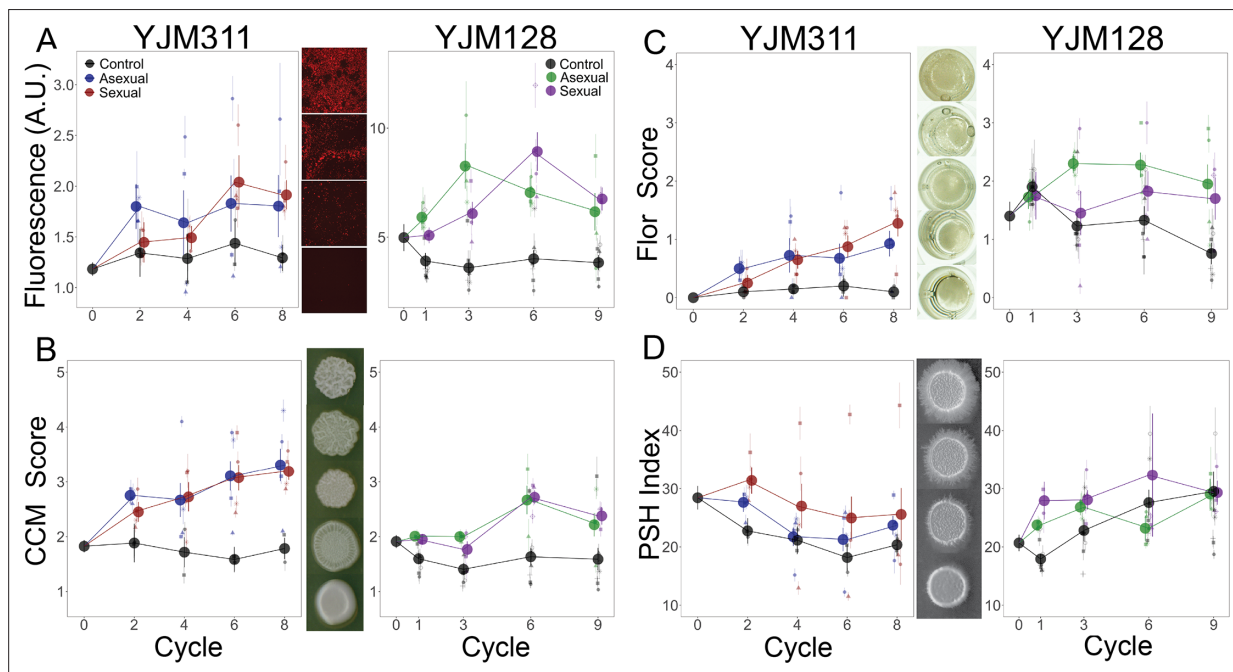 A
YJM311
YJM128
Fluorescence (A.U.)
Control
Asexual
Sexual
Control
Asexual
Sexual
3.0
2.5
2.0
1.5
1.0
0 2 4 6 8
10
5
0 1 3 6 9
C
YJM311
YJM128
Flor Score
4
3
2
1
0
0 2 4 6 8
4
3
2
1
0
0 1 3 6 9
B
CCM Score
5
4
3
2
1
0 2 4 6 8
5
4
3
2
1
0 1 3 6 9
Cycle
Cycle
D
PSH Index
50
40
30
20
10
0 2 4 6 8
50
40
30
20
10
0 1 3 6 9
Cycle
Cycle